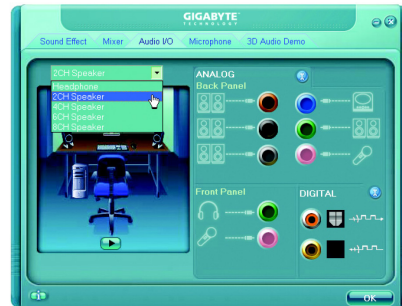 GIGABYTE
TECHNOLOGY
Sound Effect
Mixer
Audio I/O
Microphone
3D Audio Demo
2CH Speaker
Headphone
2CH Speaker
4CH Speaker
6CH Speaker
8CH Speaker
ANALOG
Back Panel
Front Panel
DIGITAL
OK